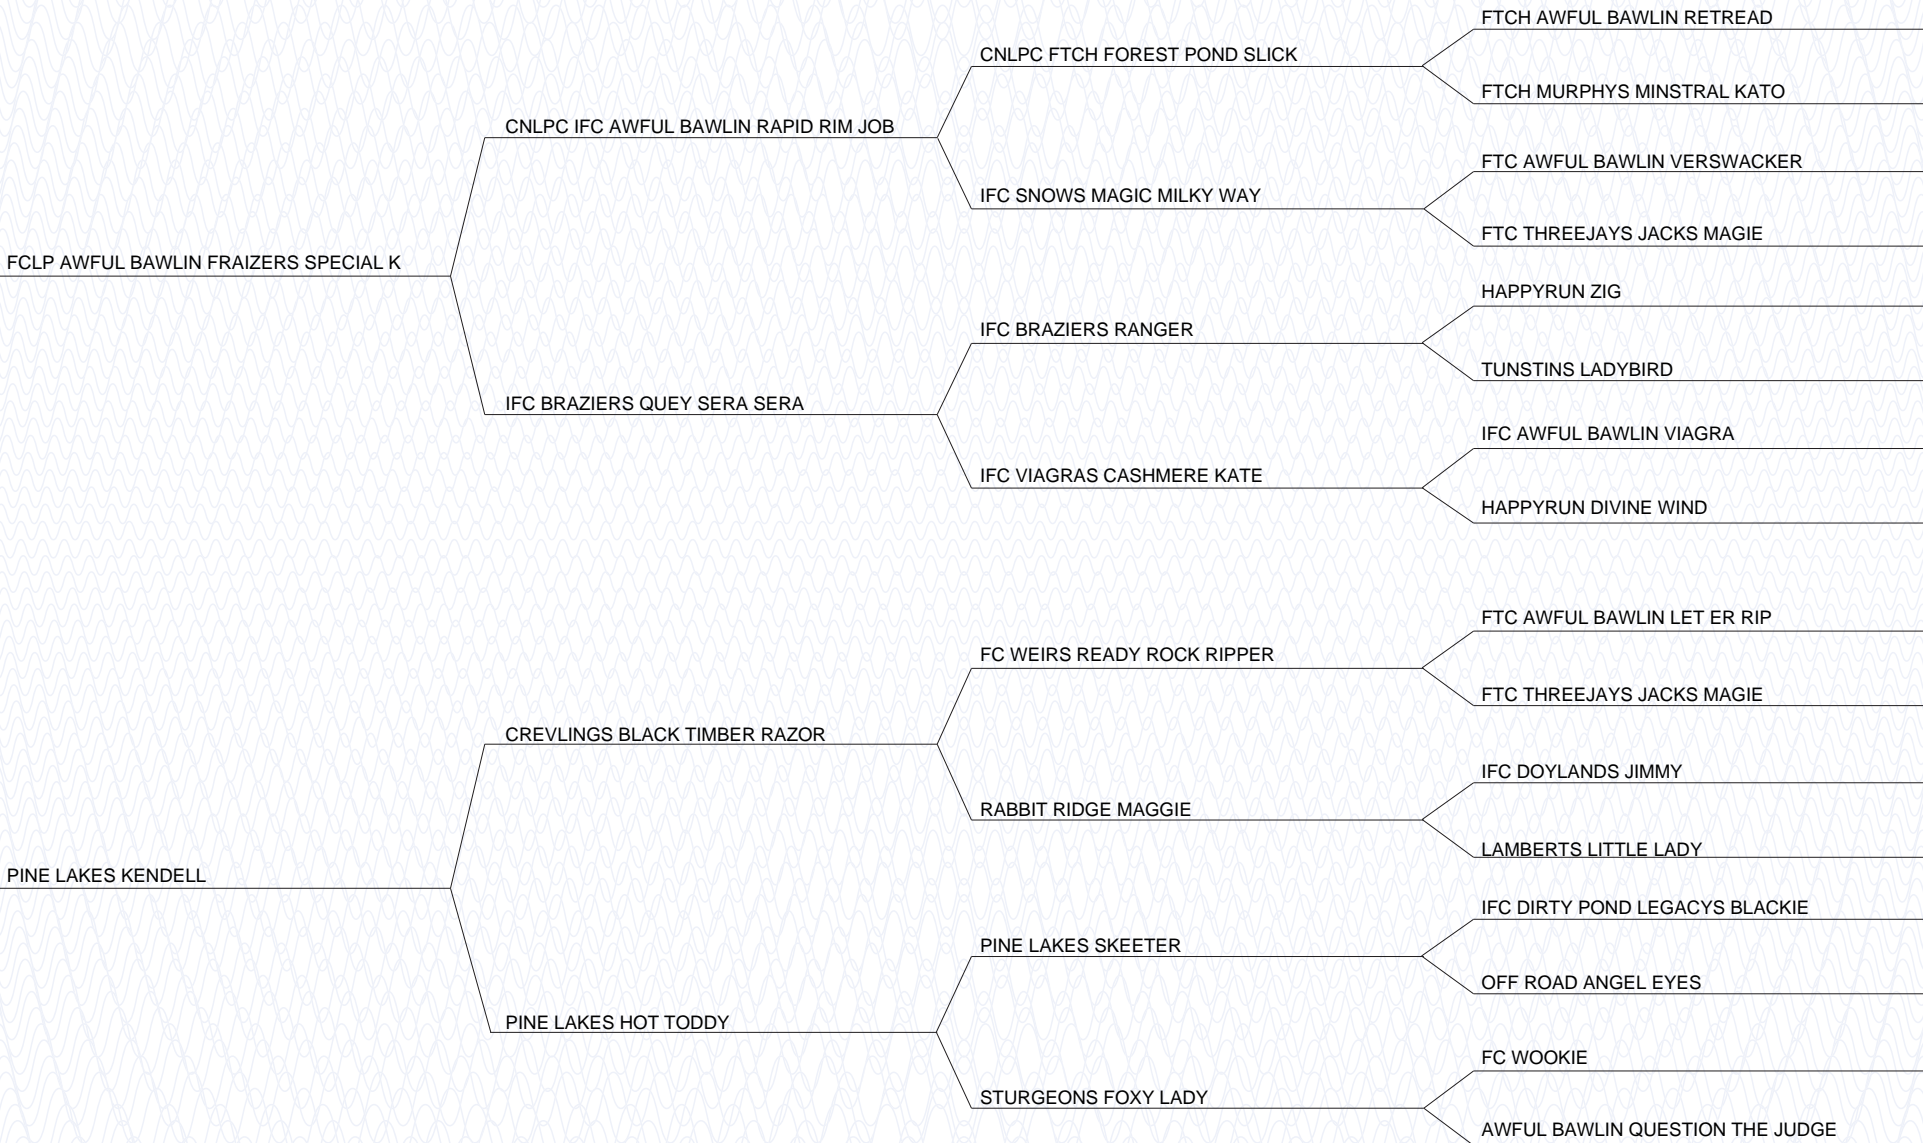 FTCH AWFUL BAWLIN RETREAD
CNLPC FTCH FOREST POND SLICK
FTCH MURPHYS MINSTRAL KATO
CNLPC IFC AWFUL BAWLIN RAPID RIM JOB
FTC AWFUL BAWLIN VERSWACKER
IFC SNOWS MAGIC MILKY WAY
FTC THREEJAYS JACKS MAGIE
FCLP AWFUL BAWLIN FRAIZERS SPECIAL K
HAPPYRUN ZIG
IFC BRAZIERS RANGER
TUNSTINS LADYBIRD
IFC BRAZIERS QUEY SERA SERA
IFC AWFUL BAWLIN VIAGRA
IFC VIAGRAS CASHMERE KATE
HAPPYRUN DIVINE WIND
FTC AWFUL BAWLIN LET ER RIP
FC WEIRS READY ROCK RIPPER
FTC THREEJAYS JACKS MAGIE
CREVLINGS BLACK TIMBER RAZOR
IFC DOYLANDS JIMMY
RABBIT RIDGE MAGGIE
LAMBERTS LITTLE LADY
PINE LAKES KENDELL
IFC DIRTY POND LEGACYS BLACKIE
PINE LAKES SKEETER
OFF ROAD ANGEL EYES
PINE LAKES HOT TODDY
FC WOOKIE
STURGEONS FOXY LADY
AWFUL BAWLIN QUESTION THE JUDGE